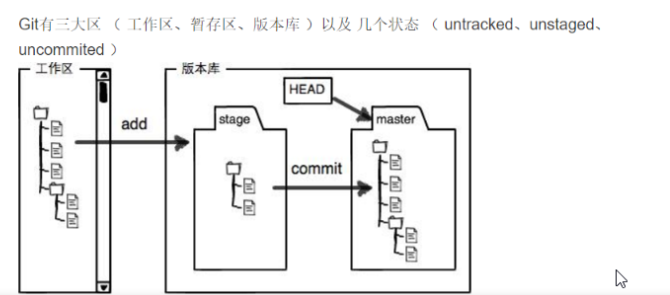 Git有三大区 （ 工作区、暂存区、版本库 ）以及 几个状态 （ untracked、unstaged、
uncommited ）
工作区
版本库
HEAD
add
stage
master
commit